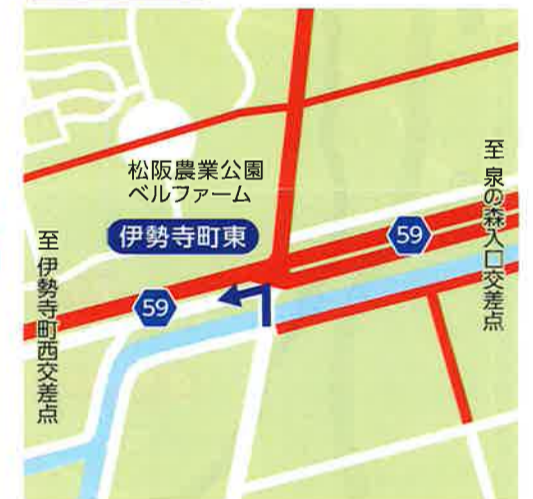 松阪農業公園
ベルファーム
伊勢寺町東
59
59
至 泉の森入口交差点
至 伊勢寺町西交差点